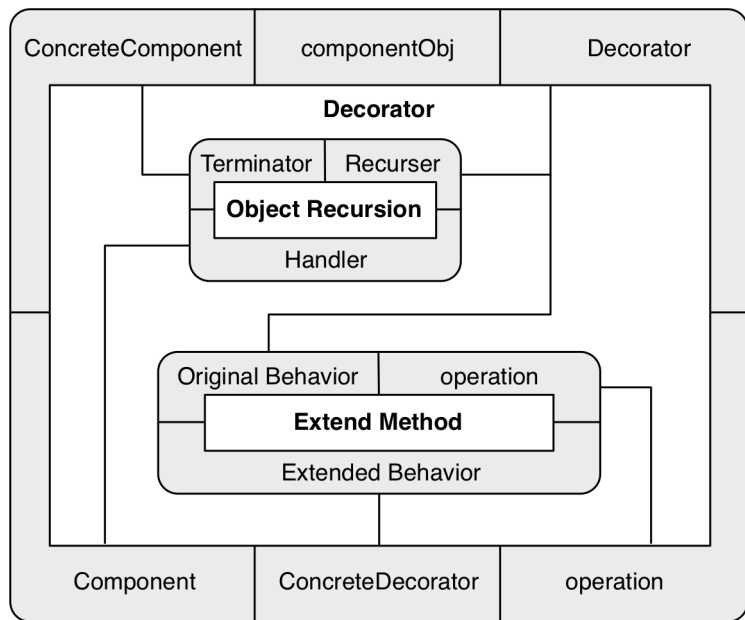 ConcreteComponent componentObj Decorator
Decorator
Terminator Recurser
Object Recursion
Handler
Original Behavior operation
Extend Method
Extended Behavior
Component ConcreteDecorator operation